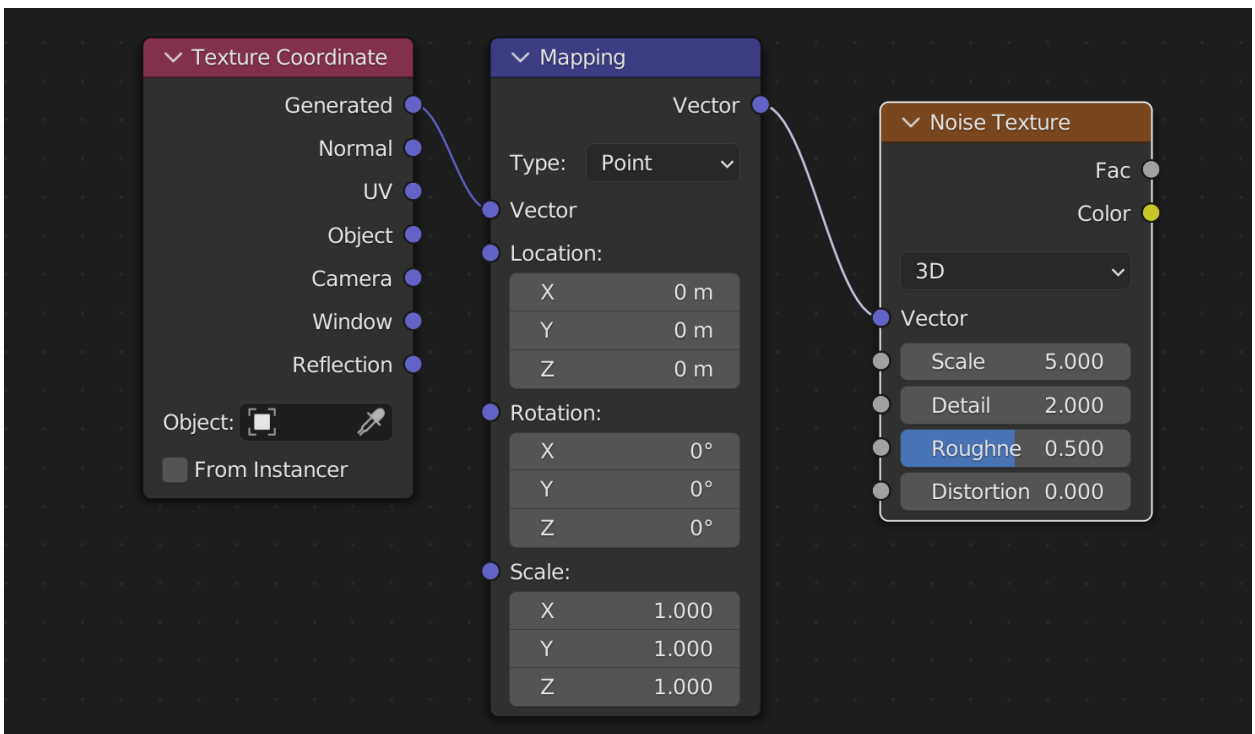 Texture Coordinate
Generated
Normal
UV
Object
Camera
Window
Reflection
Object:
From Instancer
Mapping
Vector
Type: Point
Vector
Location:
X 0 m
Y 0 m
Z 0 m
Rotation:
X 0°
Y 0°
Z 0°
Scale:
X 1.000
Y 1.000
Z 1.000
Noise Texture
Fac
Color
3D
Vector
Scale 5.000
Detail 2.000
Roughne 0.500
Distortion 0.000